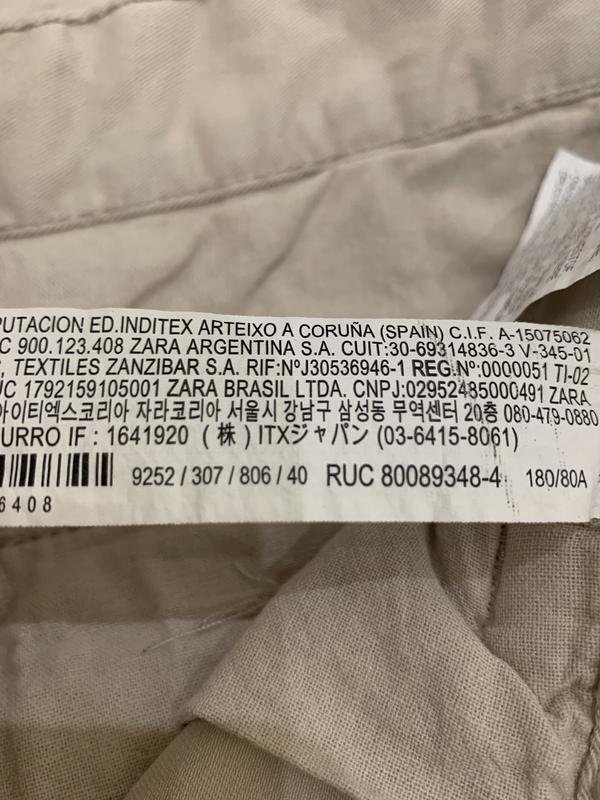 PUTACION ED.INDITEX ARTEIXO A CORUÑA (SPAIN) C.I.F. A-15075062
C 900.123.408 ZARA ARGENTINA S.A. CUIT:30-69314836-3 V-345-01
, TEXTILES ZANZIBAR S.A. RIF:NºJ30536946-1 REG.Nº:0000051 TI-02
UC 1792159105001 ZARA BRASIL LTDA. CNPJ:02952485000491 ZARA
아이티엑스코리아 자라코리아 서울시 강남구 삼성동 무역센터 20층 080-479-0880
URRO IF : 1641920 (株) ITXジャパン (03-6415-8061)
9252 / 307 / 806 / 40 RUC 80089348-4 180/80A
6408